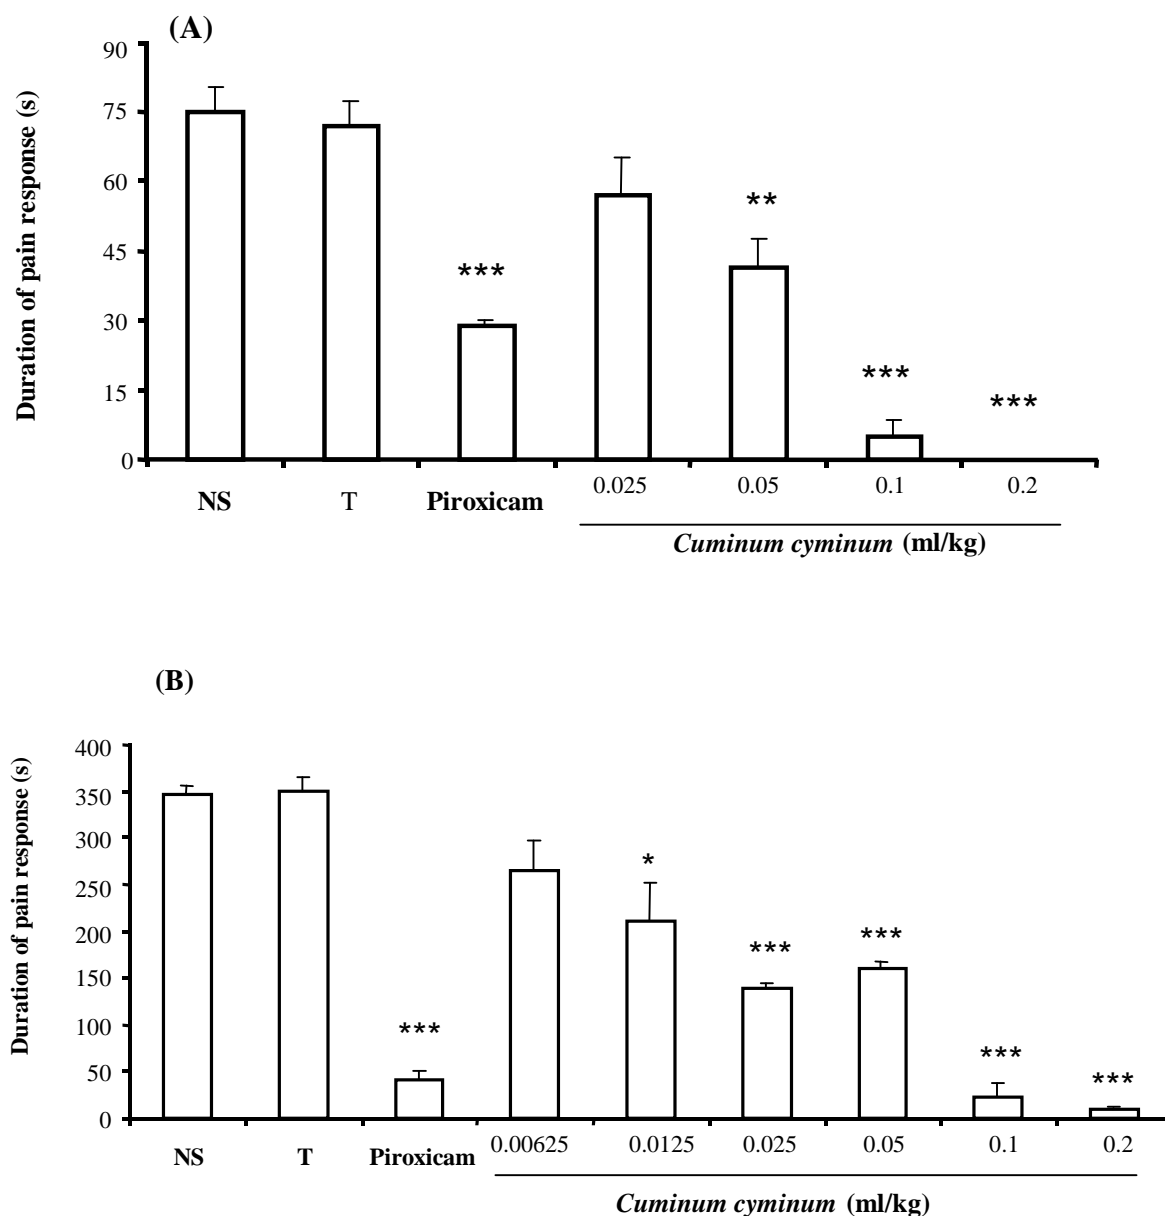 (A)
Duration of pain response (s)
90
75
60
45
30
15
0
***
**
***
***
0.025 0.05 0.1 0.2
NS T Piroxicam
Cuminum cyminum (ml/kg)
(B)
Duration of pain response (s)
400
350
300
250
200
150
100
50
0
***
*
***
***
***
***
0.00625 0.0125 0.025 0.05 0.1 0.2
NS T Piroxicam
Cuminum cyminum (ml/kg)